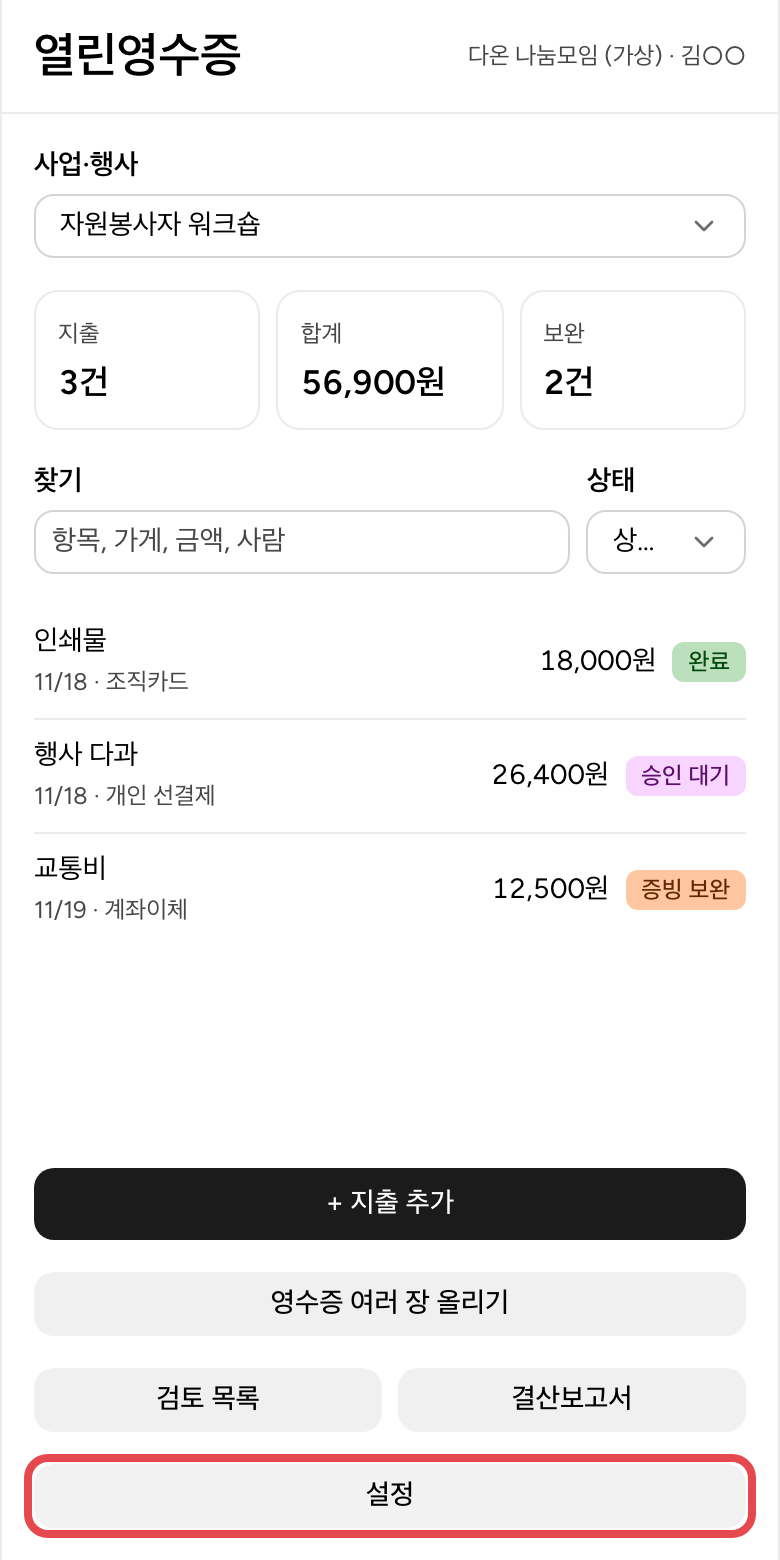 열린영수증
다온 나눔모임 (가상) · 김〇〇
사업·행사
자원봉사자 워크숍
지출
3건
합계
56,900원
보완
2건
찾기
상태
항목, 가게, 금액, 사람
상...
인쇄물
11/18 · 조직카드
18,000원
완료
행사 다과
11/18 · 개인 선결제
26,400원
승인 대기
교통비
11/19 · 계좌이체
12,500원
증빙 보완
+ 지출 추가
영수증 여러 장 올리기
검토 목록
결산보고서
설정